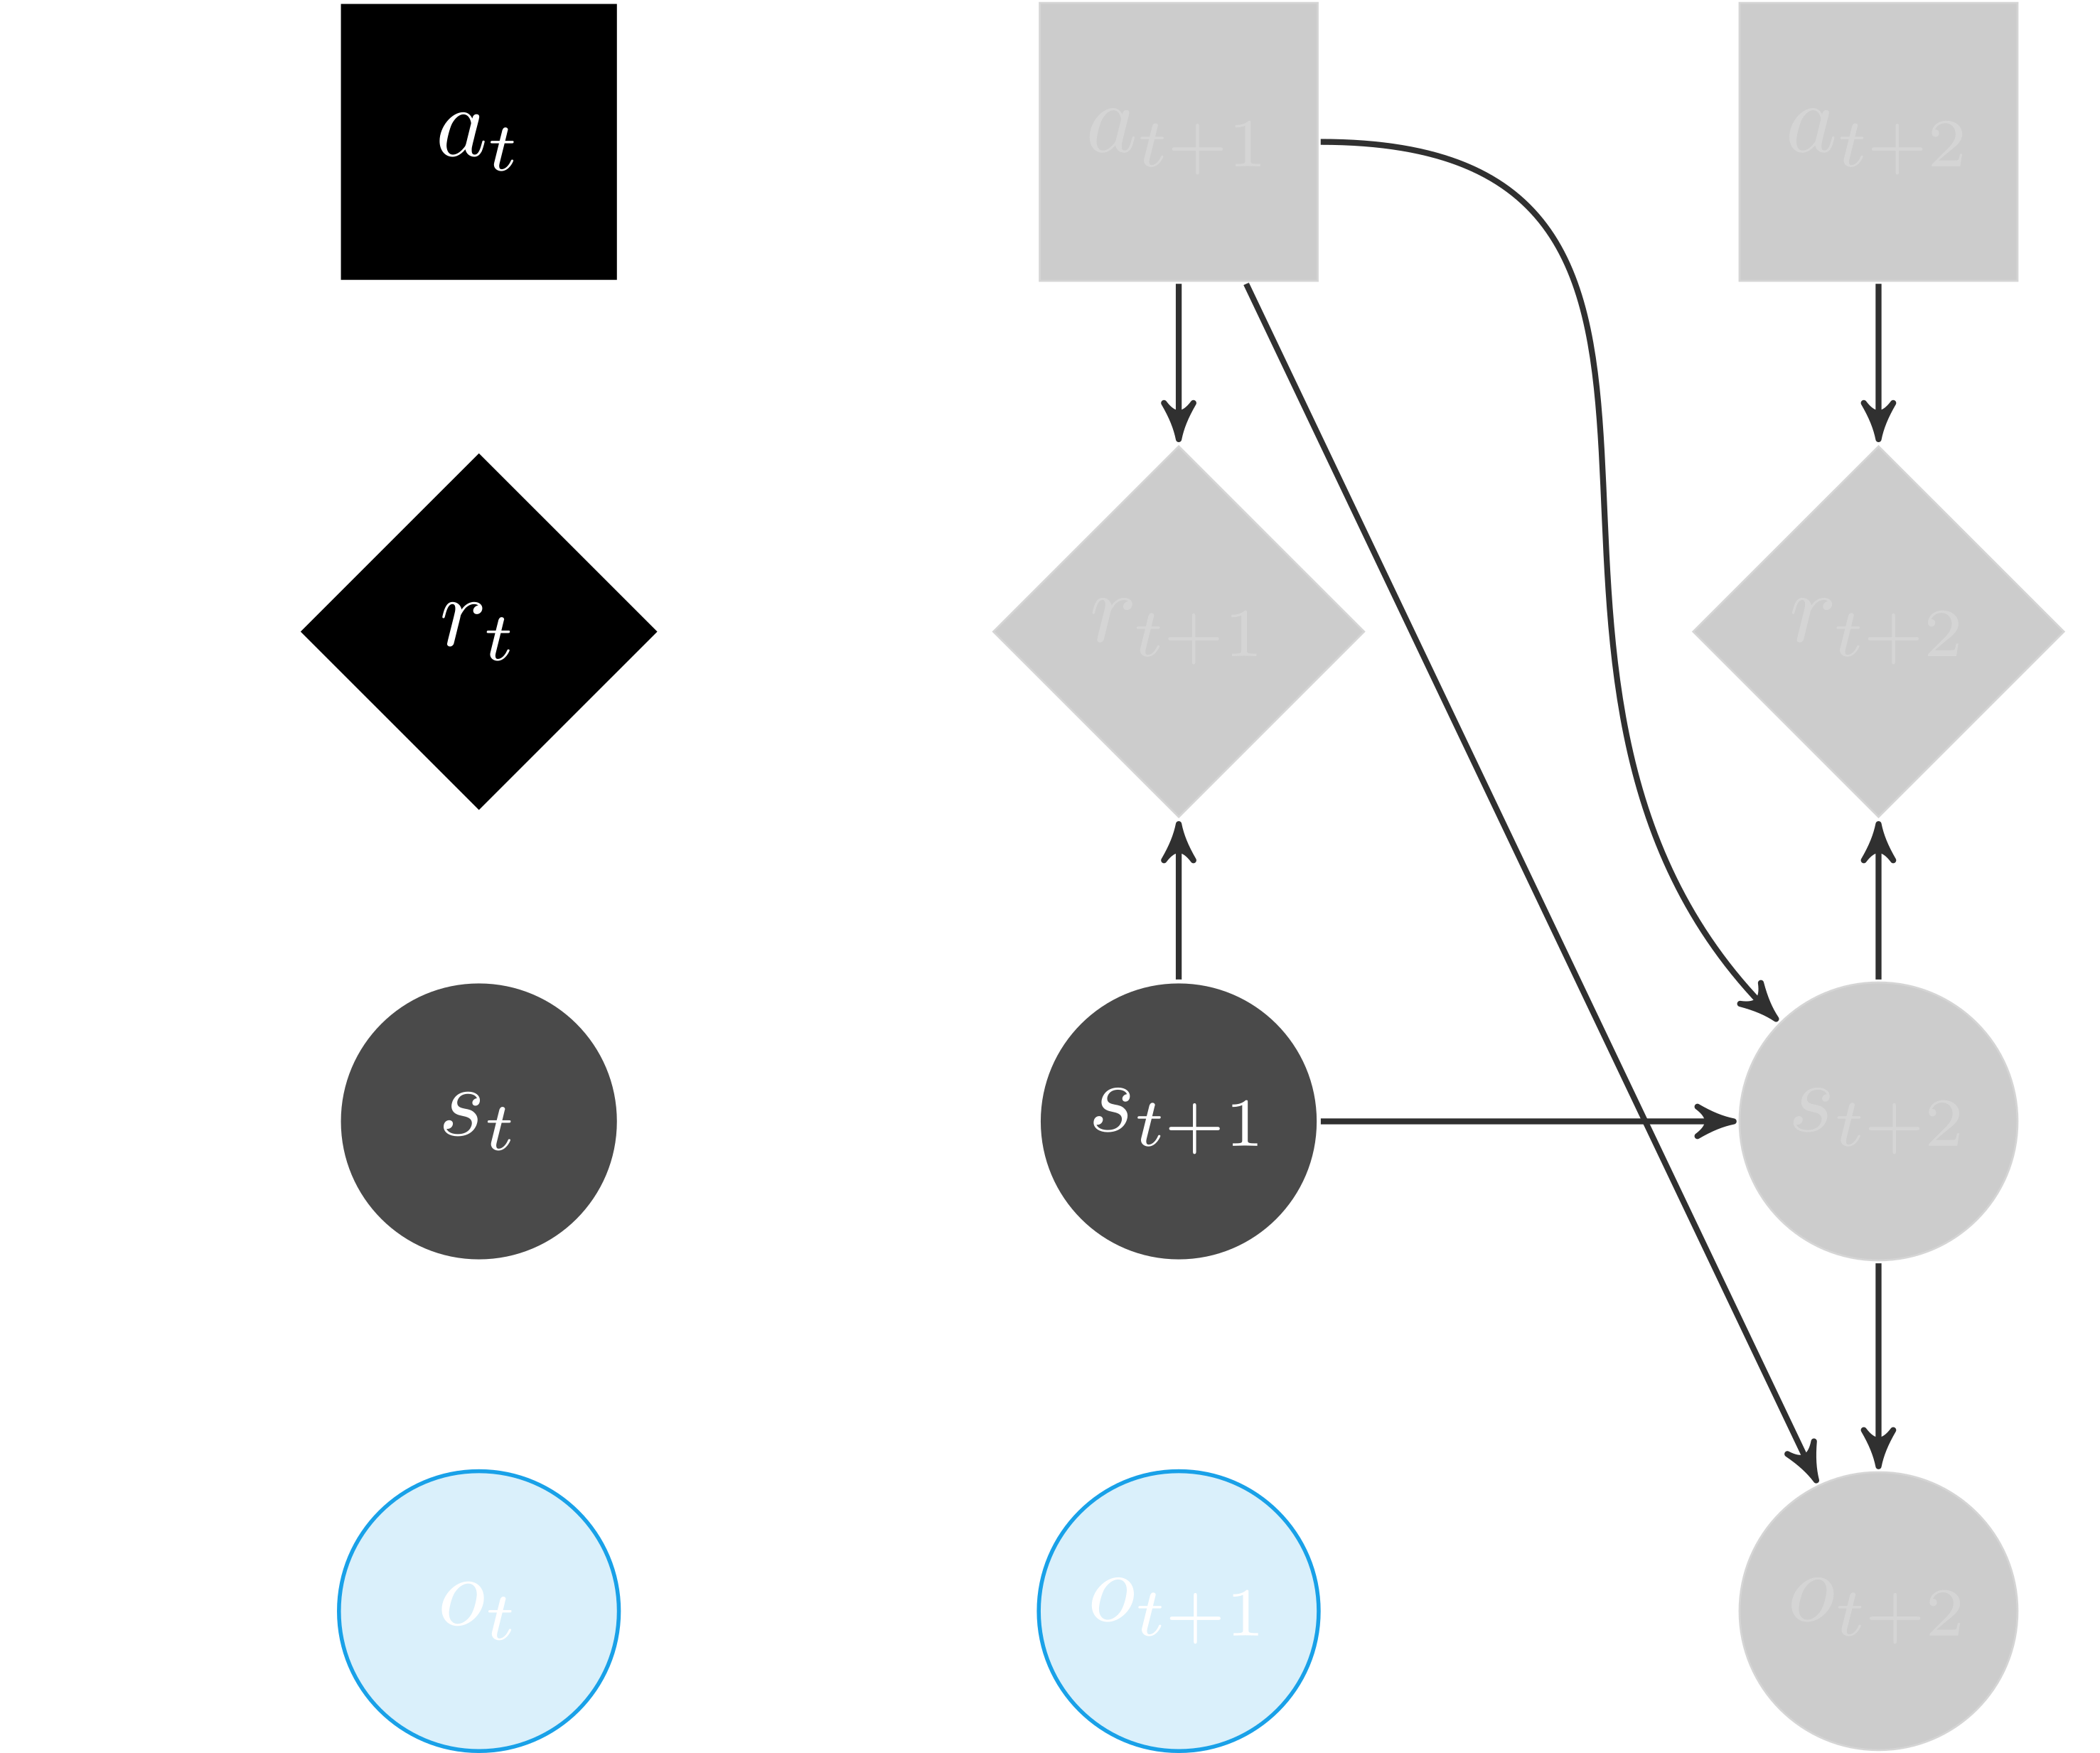 a_t a_{t+1} a_{t+2}
r_t r_{t+1} r_{t+2}
s_t s_{t+1} s_{t+2}
o_t o_{t+1} o_{t+2}